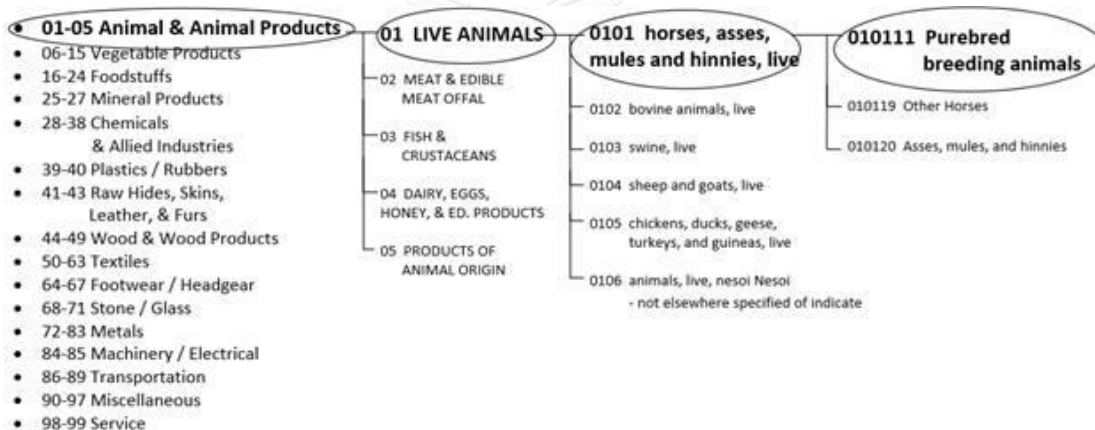 01-05 Animal & Animal Products
06-15 Vegetable Products
16-24 Foodstuffs
25-27 Mineral Products
28-38 Chemicals
& Allied Industries
39-40 Plastics / Rubbers
41-43 Raw Hides, Skins,
Leather, & Furs
44-49 Wood & Wood Products
50-63 Textiles
64-67 Footwear / Headgear
68-71 Stone / Glass
72-83 Metals
84-85 Machinery / Electrical
86-89 Transportation
90-97 Miscellaneous
98-99 Service
01 LIVE ANIMALS
02 MEAT & EDIBLE
MEAT OFFAL
03 FISH &
CRUSTACEANS
04 DAIRY, EGGS,
HONEY, & ED. PRODUCTS
05 PRODUCTS OF
ANIMAL ORIGIN
0101 horses, asses,
mules and hinnies, live
0102 bovine animals, live
0103 swine, live
0104 sheep and goats, live
0105 chickens, ducks, geese,
turkeys, and guineas, live
0106 animals, live, nesoi Nesoi
- not elsewhere specified of indicate
010111 Purebred
breeding animals
010119 Other Horses
010120 Asses, mules, and hinnies